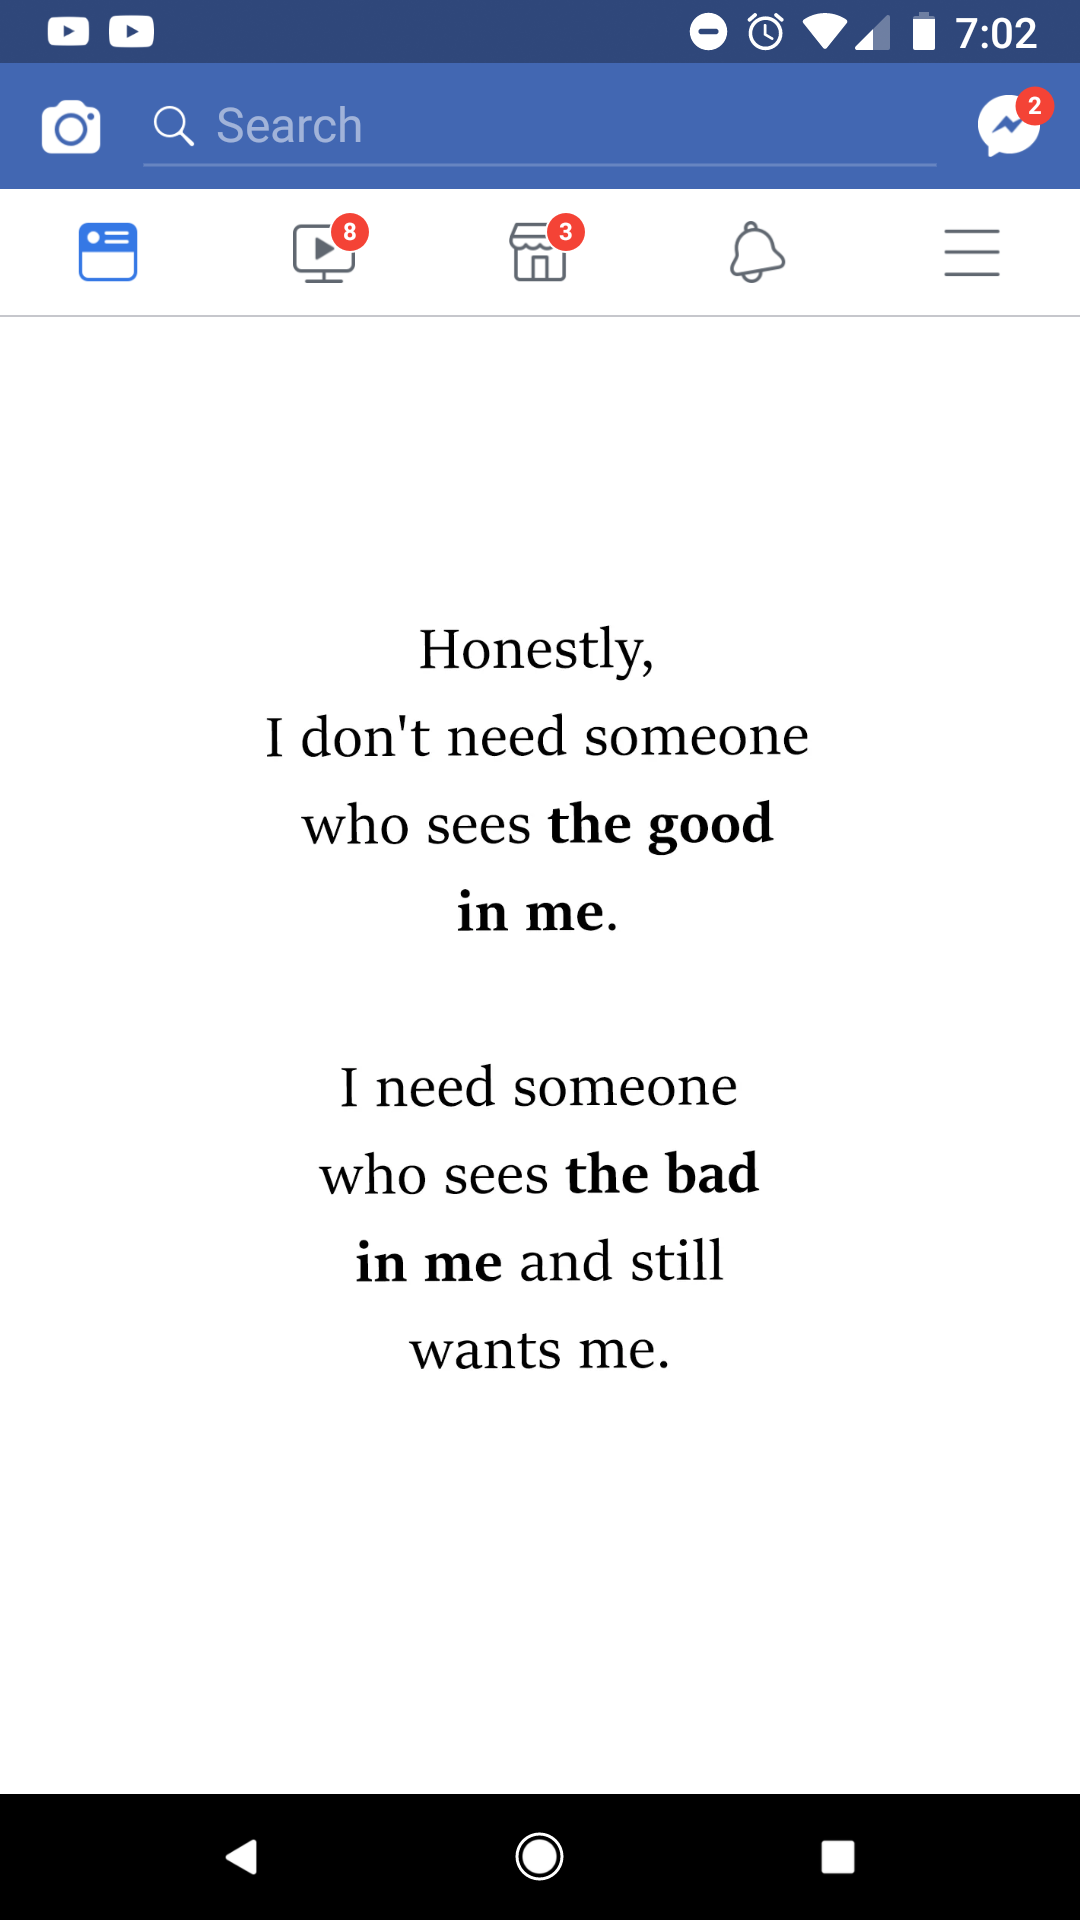 7:02
Search
2
8
3
Honestly,
I don't need someone
who sees the good
in me.
I need someone
who sees the bad
in me and still
wants me.